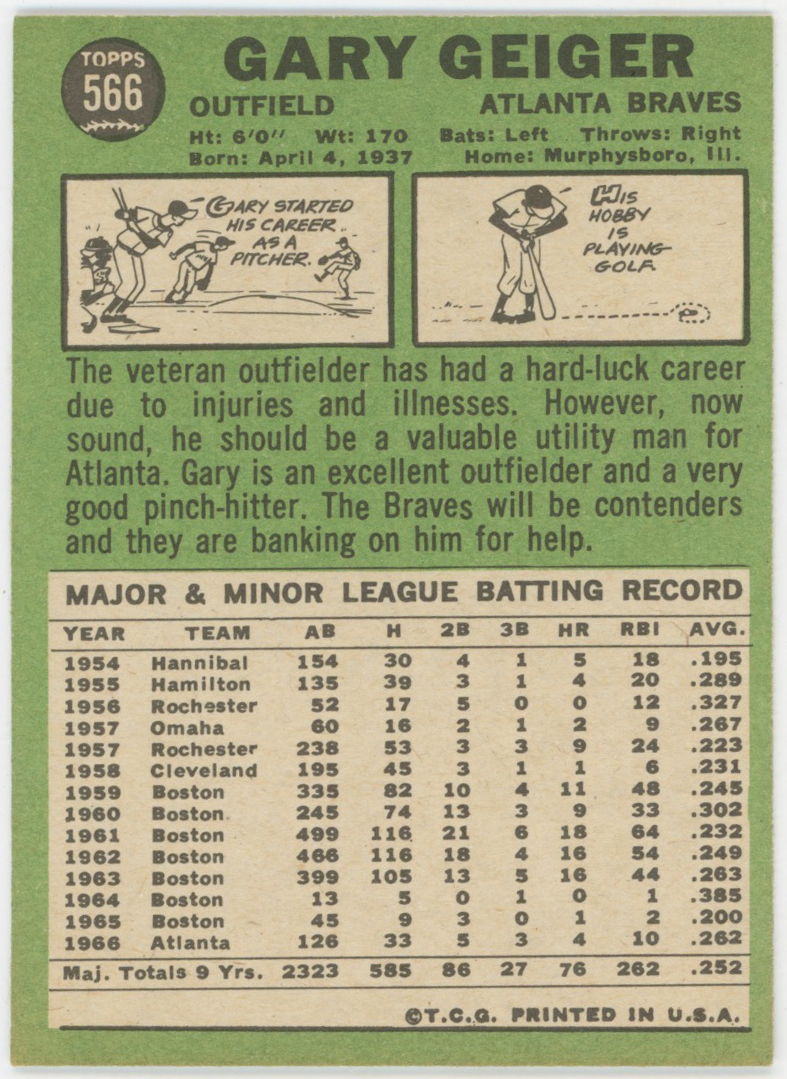 TOPPS
566
GARY GEIGER
OUTFIELD ATLANTA BRAVES
Ht: 6'0" Wt: 170 Bats: Left Throws: Right
Born: April 4, 1937 Home: Murphysboro, Ill.
GARY STARTED
HIS CAREER
AS A
PITCHER.
HIS
HOBBY
IS
PLAYING
GOLF.
The veteran outfielder has had a hard-luck career
due to injuries and illnesses. However, now
sound, he should be a valuable utility man for
Atlanta. Gary is an excellent outfielder and a very
good pinch-hitter. The Braves will be contenders
and they are banking on him for help.
MAJOR & MINOR LEAGUE BATTING RECORD
YEAR TEAM AB H 2B 3B HR RBI AVG.
1954 Hannibal 154 30 4 1 5 18 .195
1955 Hamilton 135 39 3 1 4 20 .289
1956 Rochester 52 17 5 0 0 12 .327
1957 Omaha 60 16 2 1 2 9 .267
1957 Rochester 238 53 3 3 9 24 .223
1958 Cleveland 195 45 3 1 1 6 .231
1959 Boston 335 82 10 4 11 48 .245
1960 Boston 245 74 13 3 9 33 .302
1961 Boston 499 116 21 6 18 64 .232
1962 Boston 466 116 18 4 16 54 .249
1963 Boston 399 105 13 5 16 44 .263
1964 Boston 13 5 0 1 0 1 .385
1965 Boston 45 9 3 0 1 2 .200
1966 Atlanta 126 33 5 3 4 10 .262
Maj. Totals 9 Yrs. 2323 585 86 27 76 262 .252
©T.C.G. PRINTED IN U.S.A.